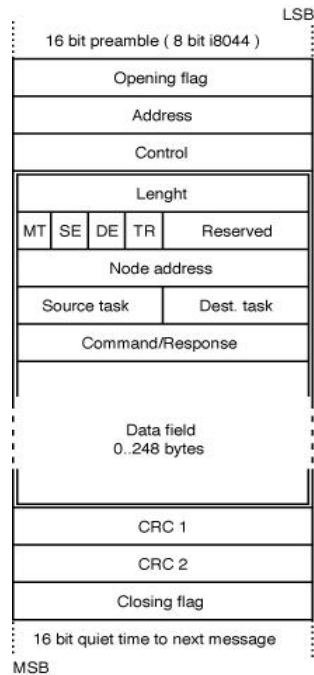 LSB
16 bit preamble ( 8 bit i8044 )
Opening flag
Address
Control
Lenght
MT SE DE TR Reserved
Node address
Source task Dest. task
Command/Response
Data field
0..248 bytes
CRC 1
CRC 2
Closing flag
16 bit quiet time to next message
MSB